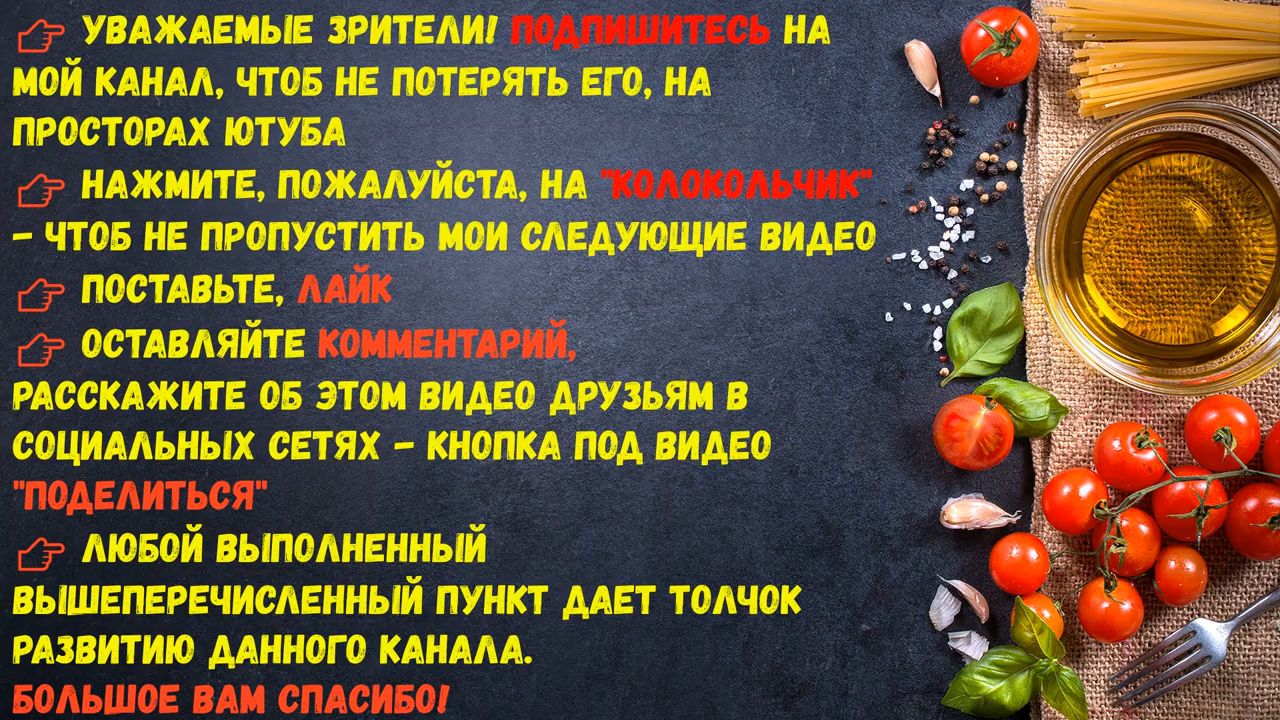 УВАЖАЕМЫЕ ЗРИТЕЛИ! ПОДПИШИТЕСЬ НА
МОЙ КАНАЛ, ЧТОБ НЕ ПОТЕРЯТЬ ЕГО, НА
ПРОСТОРАХ ЮТУБА
НАЖМИТЕ, ПОЖАЛУЙСТА, НА "КОЛОКОЛЬЧИК"
- ЧТОБ НЕ ПРОПУСТИТЬ МОИ СЛЕДУЮЩИЕ ВИДЕО
ПОСТАВЬТЕ, ЛАЙК
ОСТАВЛЯЙТЕ КОММЕНТАРИЙ,
РАССКАЖИТЕ ОБ ЭТОМ ВИДЕО ДРУЗЬЯМ В
СОЦИАЛЬНЫХ СЕТЯХ - КНОПКА ПОД ВИДЕО
"ПОДЕЛИТЬСЯ"
ЛЮБОЙ ВЫПОЛНЕННЫЙ
ВЫШЕПЕРЕЧИСЛЕННЫЙ ПУНКТ ДАЕТ ТОЛЧОК
РАЗВИТИЮ ДАННОГО КАНАЛА.
БОЛЬШОЕ ВАМ СПАСИБО!